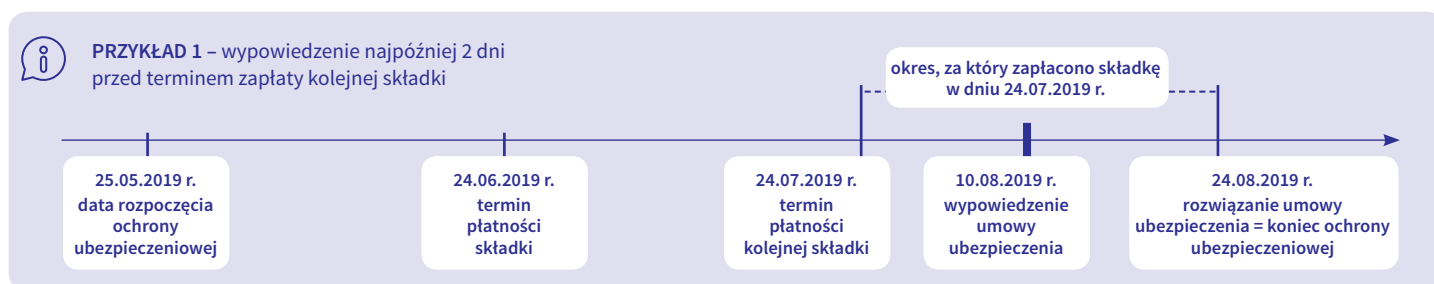 PRZYKŁAD 1 – wypowiedzenie najpóźniej 2 dni
przed terminem zapłaty kolejnej składki
okres, za który zapłacono składkę
w dniu 24.07.2019 r.
25.05.2019 r.
data rozpoczęcia
ochrony
ubezpieczeniowej
24.06.2019 r.
termin
płatności
składki
24.07.2019 r.
termin
płatności
kolejnej składki
10.08.2019 r.
wypowiedzenie
umowy
ubezpieczenia
24.08.2019 r.
rozwiązanie umowy
ubezpieczenia = koniec ochrony
ubezpieczeniowej